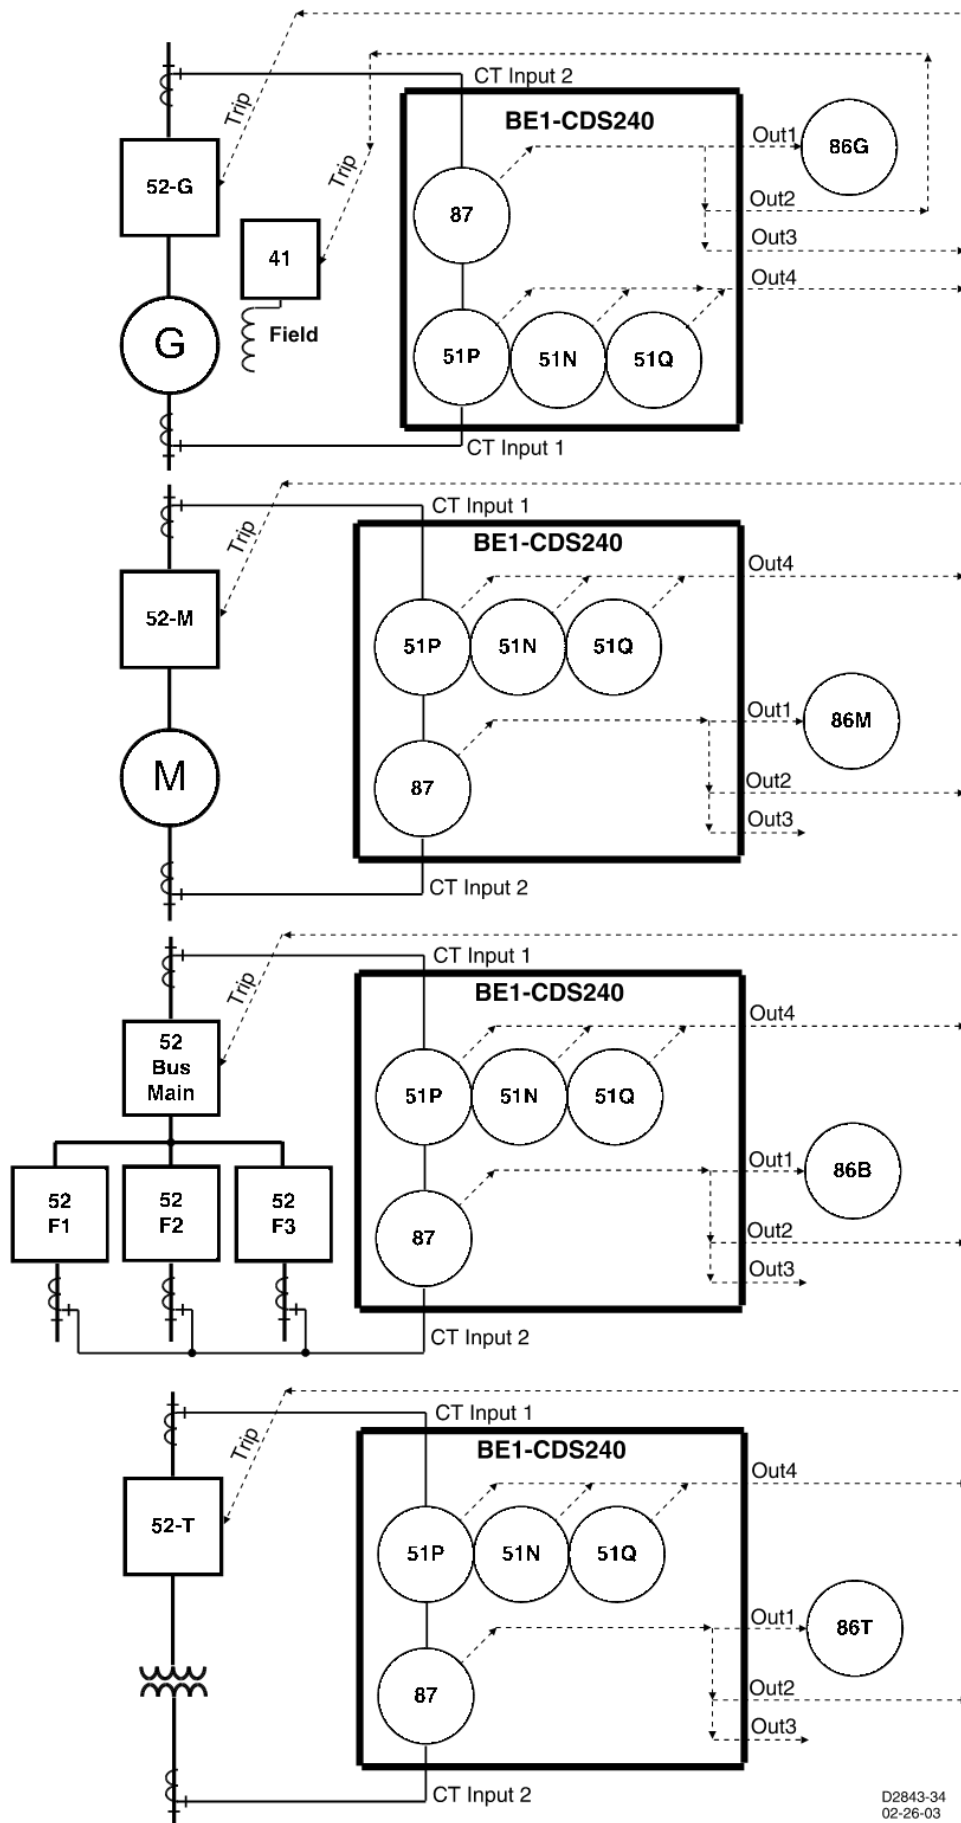 CT Input 2
BE1-CDS240
Out1
86G
Trip
52-G
Trip
87
Out2
Out3
41
Out4
Field
G
51P
51N
51Q
CT Input 1
CT Input 1
Trip
BE1-CDS240
Out4
52-M
51P
51N
51Q
Out1
86M
M
87
Out2
Out3
CT Input 2
CT Input 1
Trip
BE1-CDS240
Out4
52
Bus
Main
51P
51N
51Q
Out1
86B
52
F1
52
F2
52
F3
87
Out2
Out3
CT Input 2
CT Input 1
Trip
BE1-CDS240
Out4
52-T
51P
51N
51Q
Out1
86T
87
Out2
Out3
CT Input 2
D2843-34
02-26-03